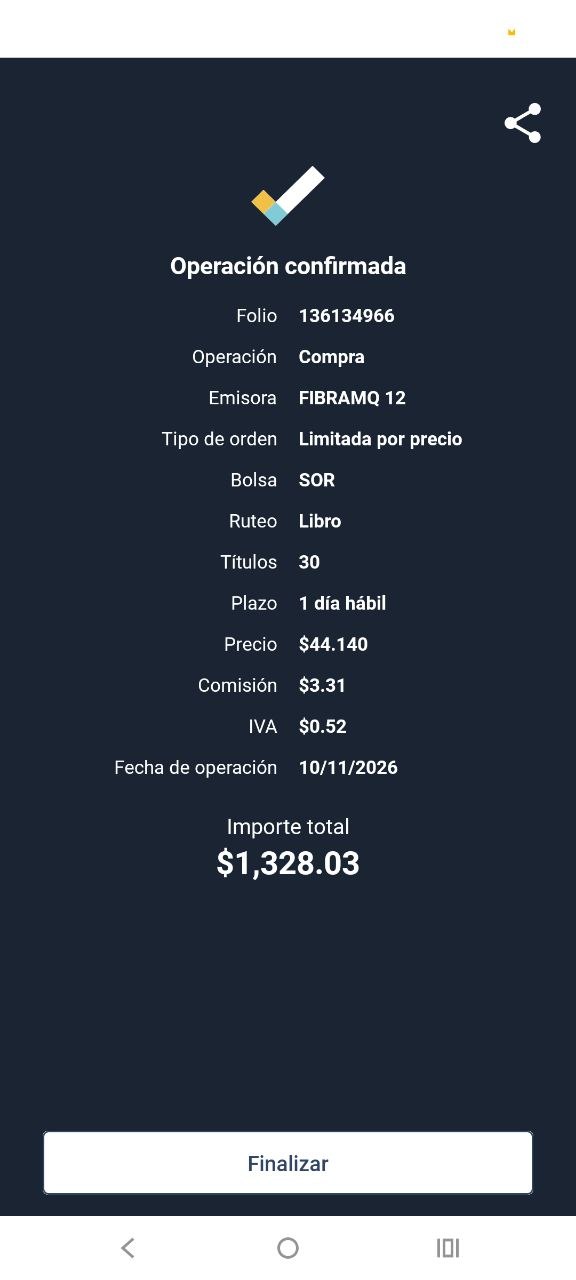 Operación confirmada
Folio 136134966
Operación Compra
Emisora FIBRAMQ 12
Tipo de orden Limitada por precio
Bolsa SOR
Ruteo Libro
Títulos 30
Plazo 1 día hábil
Precio $44.140
Comisión $3.31
IVA $0.52
Fecha de operación 10/11/2026
Importe total
$1,328.03
Finalizar